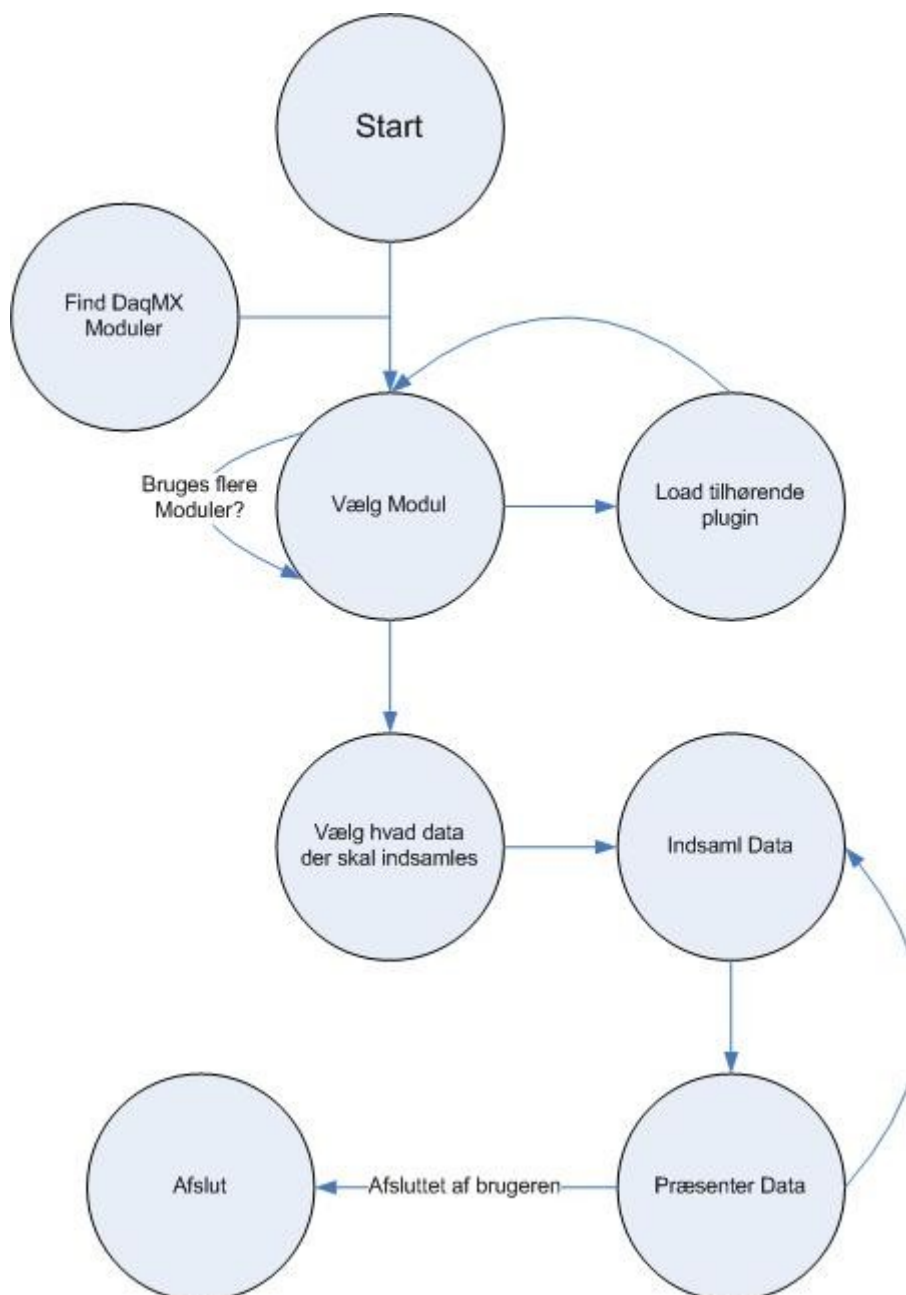 Start
Find DaqMX
Moduler
Bruges flere
Moduler?
Vælg Modul
Load tilhørende
plugin
Vælg hvad data
der skal indsamles
Indsaml Data
Afslut
Afsluttet af brugeren
Præsenter Data